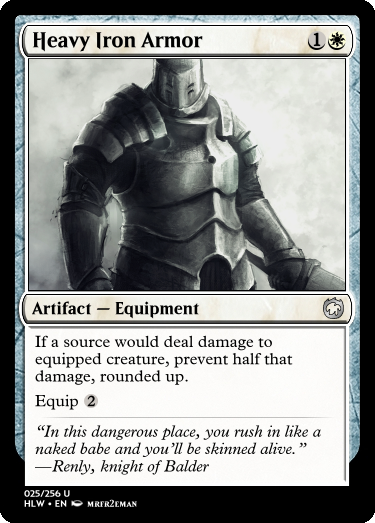 Heavy Iron Armor 1
Artifact — Equipment
If a source would deal damage to
equipped creature, prevent half that
damage, rounded up.
Equip 2
“In this dangerous place, you rush in like a
naked babe and you’ll be skinned alive.”
—Renly, knight of Balder
025/256 U
HLW • EN MRFR2EMAN